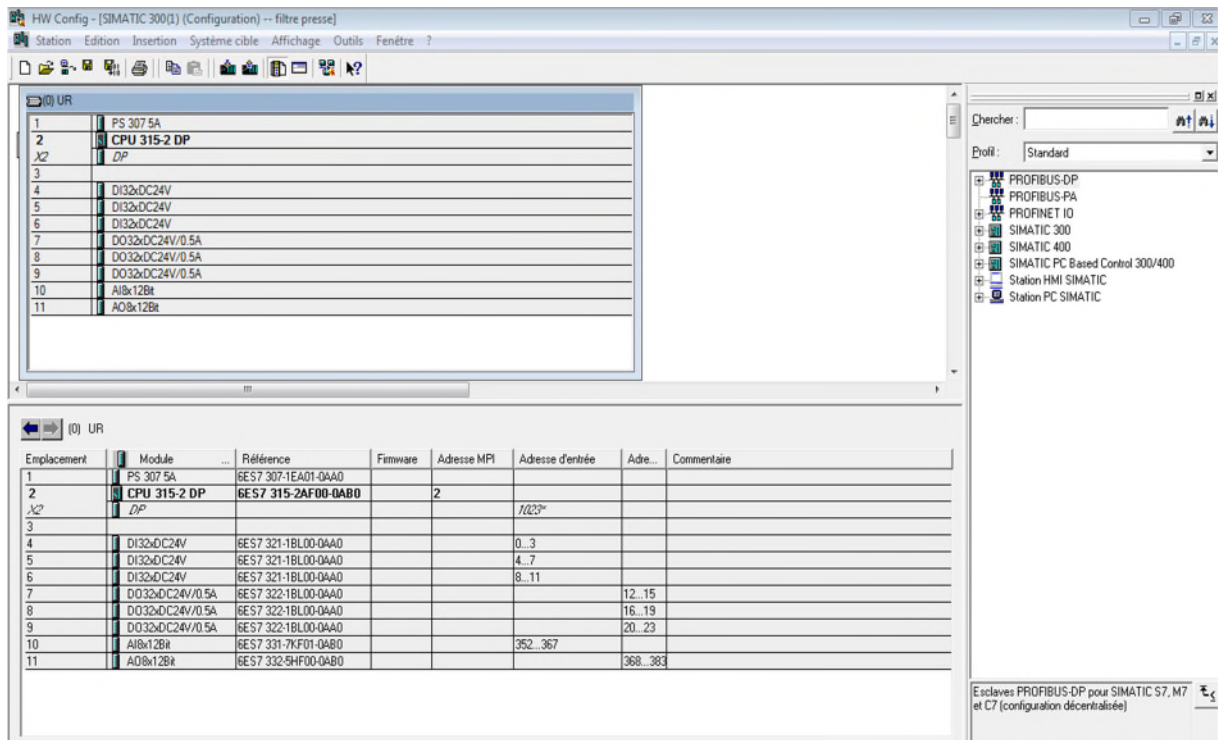 HW Config - [SIMATIC 300(1) (Configuration) -- filtre presse]
Station Edition Insertion Système cible Affichage Outils Fenêtre ?
(0) UR
1 PS 307 5A
2 CPU 315-2 DP
X2 DP
3
4 DI32xDC24V
5 DI32xDC24V
6 DI32xDC24V
7 DO32xDC24V/0.5A
8 DO32xDC24V/0.5A
9 DO32xDC24V/0.5A
10 AI8x12Bit
11 AO8x12Bit
Chercher :
Profil : Standard
PROFIBUS-DP
PROFIBUS-PA
PROFINET IO
SIMATIC 300
SIMATIC 400
SIMATIC PC Based Control 300/400
Station HMI SIMATIC
Station PC SIMATIC
(0) UR
Emplacement Module ... Référence Firmware Adresse MPI Adresse d'entrée Adre... Commentaire
1 PS 307 5A 6ES7 307-1EA01-0AA0
2 CPU 315-2 DP 6ES7 315-2AF00-0AB0 2
X2 DP 1023*
3
4 DI32xDC24V 6ES7 321-1BL00-0AA0 0...3
5 DI32xDC24V 6ES7 321-1BL00-0AA0 4...7
6 DI32xDC24V 6ES7 321-1BL00-0AA0 8...11
7 DO32xDC24V/0.5A 6ES7 322-1BL00-0AA0 12...15
8 DO32xDC24V/0.5A 6ES7 322-1BL00-0AA0 16...19
9 DO32xDC24V/0.5A 6ES7 322-1BL00-0AA0 20...23
10 AI8x12Bit 6ES7 331-7KF01-0AB0 352...367
11 AO8x12Bit 6ES7 332-5HF00-0AB0 368...383
Esclaves PROFIBUS-DP pour SIMATIC S7, M7
et C7 (configuration décentralisée)